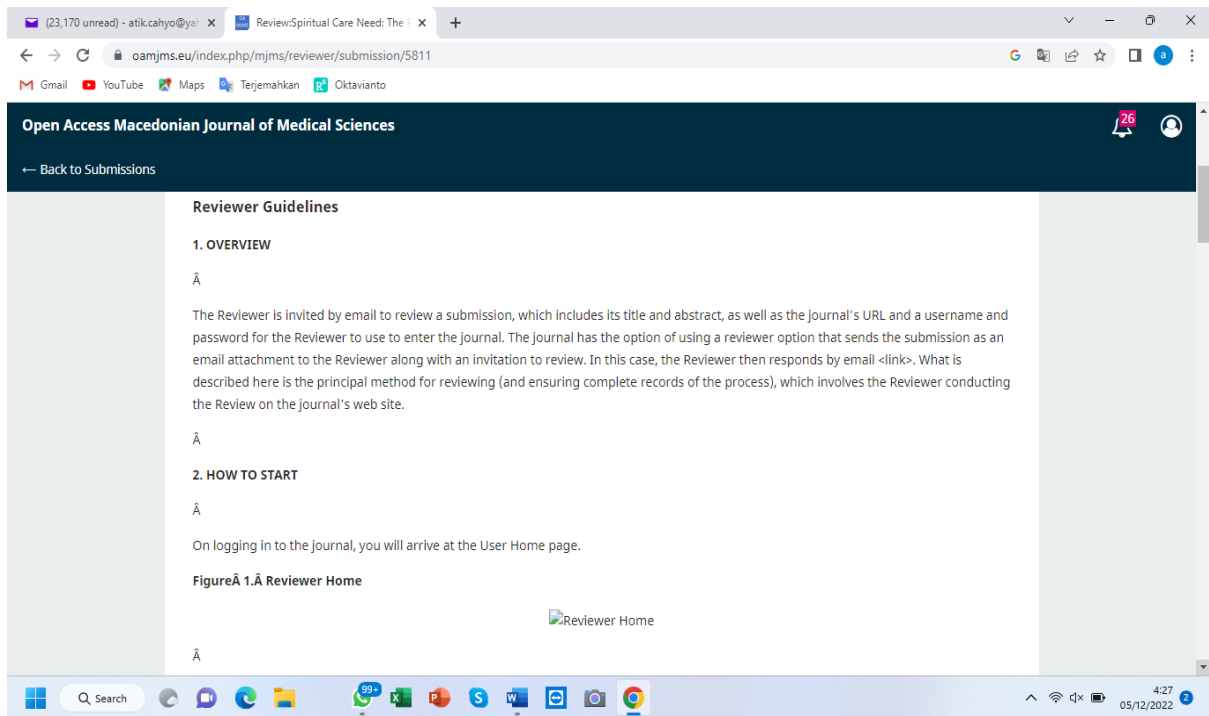 (23,170 unread) - atik.cahyo@yah
Review:Spiritual Care Need: The
oamjms.eu/index.php/mjms/reviewer/submission/5811
Gmail
YouTube
Maps
Terjemahkan
Oktavianto
Open Access Macedonian Journal of Medical Sciences
26
← Back to Submissions
Reviewer Guidelines
1. OVERVIEW
Â
The Reviewer is invited by email to review a submission, which includes its title and abstract, as well as the journal's URL and a username and
password for the Reviewer to use to enter the journal. The journal has the option of using a reviewer option that sends the submission as an
email attachment to the Reviewer along with an invitation to review. In this case, the Reviewer then responds by email <link>. What is
described here is the principal method for reviewing (and ensuring complete records of the process), which involves the Reviewer conducting
the Review on the journal's web site.
Â
2. HOW TO START
Â
On logging in to the journal, you will arrive at the User Home page.
FigureÂ 1.Â Reviewer Home
Reviewer Home
Â
Search
99+
4:27
05/12/2022
2